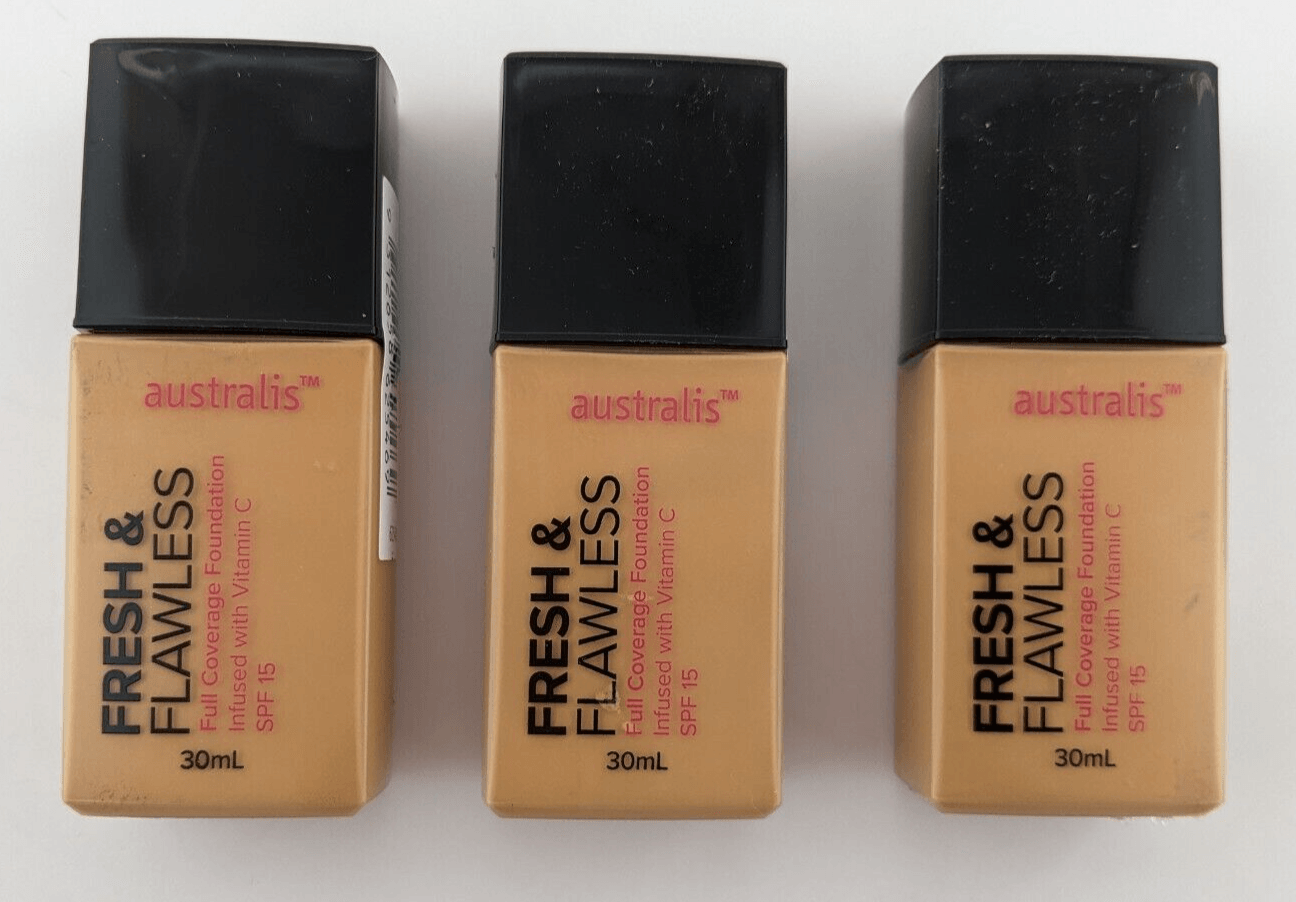 australis™
FRESH &
FLAWLESS
Full Coverage Foundation
Infused with Vitamin C
SPF 15
30mL
australis™
FRESH &
FLAWLESS
Full Coverage Foundation
Infused with Vitamin C
SPF 15
30mL
australis™
FRESH &
FLAWLESS
Full Coverage Foundation
Infused with Vitamin C
SPF 15
30mL